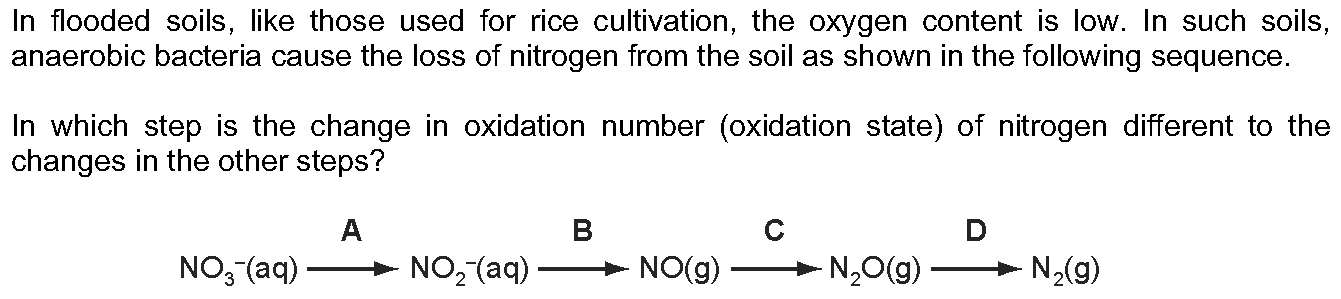 In flooded soils, like those used for rice cultivation, the oxygen content is low. In such soils,
anaerobic bacteria cause the loss of nitrogen from the soil as shown in the following sequence.
In which step is the change in oxidation number (oxidation state) of nitrogen different to the
changes in the other steps?
A B C D
NO₃⁻(aq) ⟶ NO₂⁻(aq) ⟶ NO(g) ⟶ N₂O(g) ⟶ N₂(g)